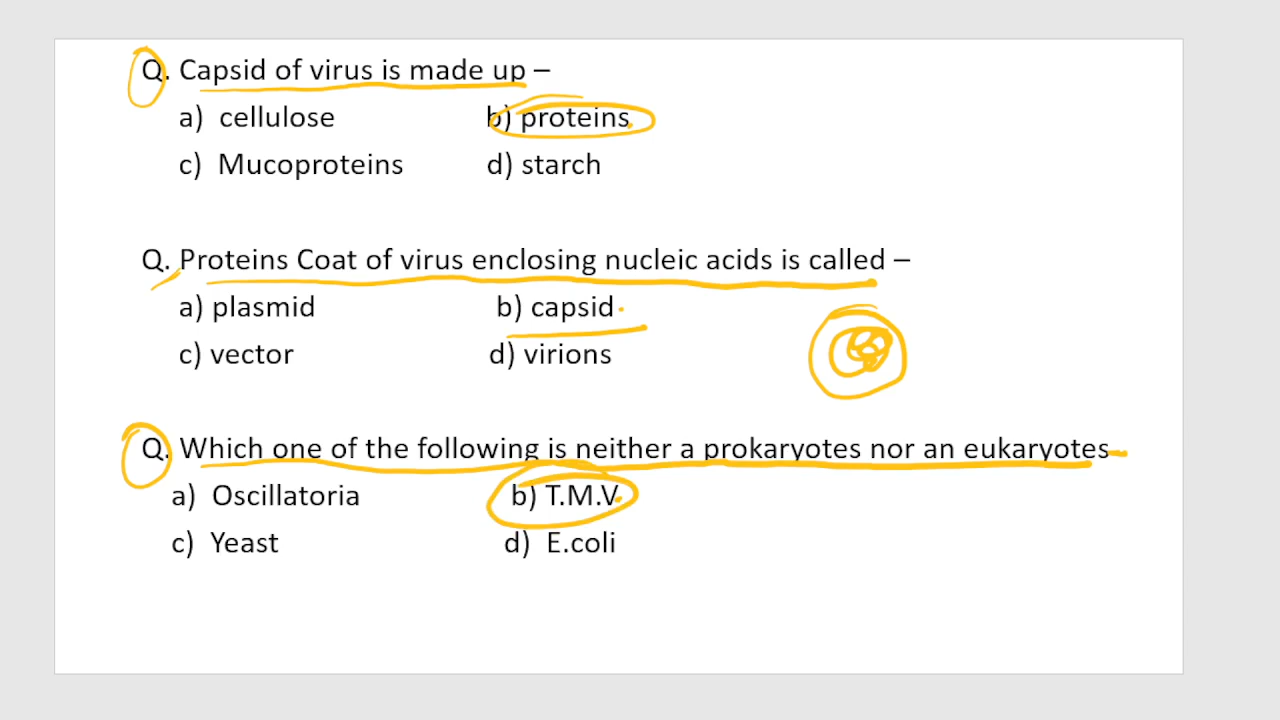 Q. Capsid of virus is made up –
a) cellulose b) proteins
c) Mucoproteins d) starch
Q. Proteins Coat of virus enclosing nucleic acids is called –
a) plasmid b) capsid
c) vector d) virions
Q. Which one of the following is neither a prokaryotes nor an eukaryotes
a) Oscillatoria b) T.M.V.
c) Yeast d) E.coli